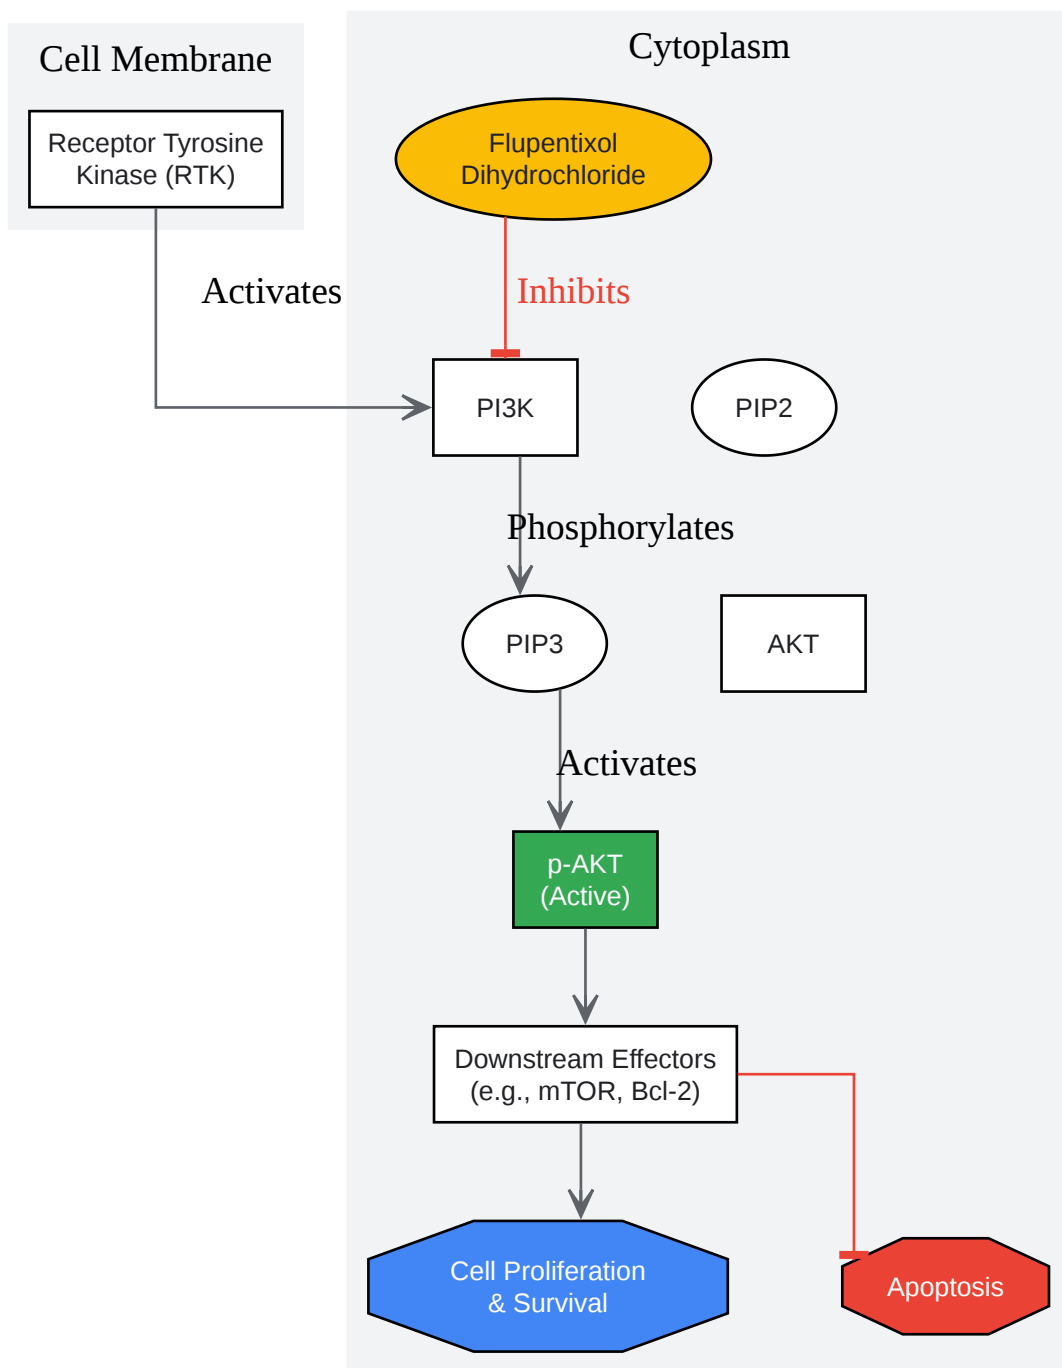 Cell Membrane
Cytoplasm
Receptor Tyrosine
Kinase (RTK)
Flupentixol
Dihydrochloride
Activates
Inhibits
PI3K
PIP2
Phosphorylates
PIP3
AKT
Activates
p-AKT
(Active)
Downstream Effectors
(e.g., mTOR, Bcl-2)
Cell Proliferation
& Survival
Apoptosis